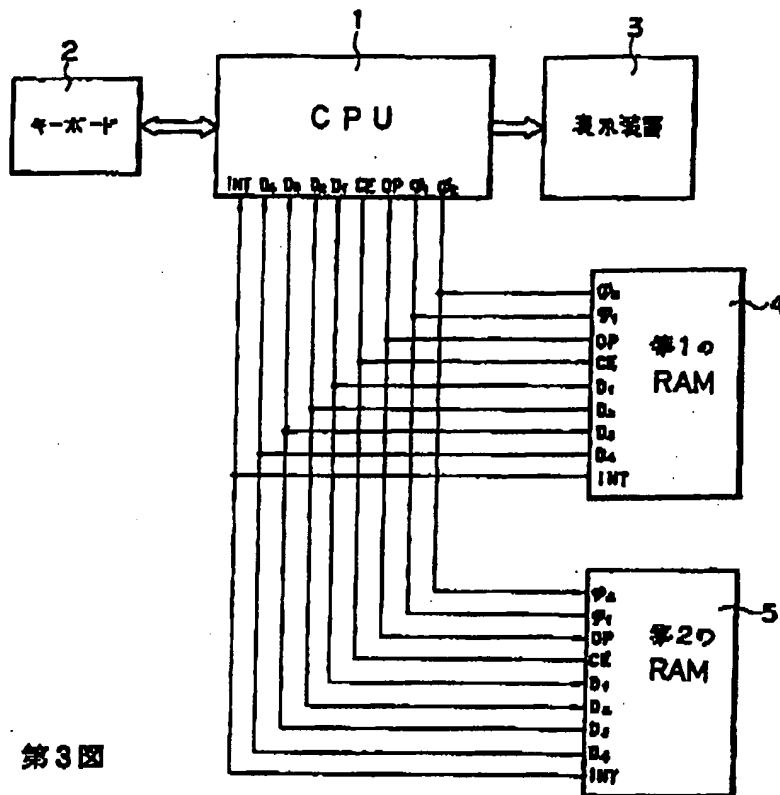 1
2
3
キーボード
CPU
表示装置
INT D4 D3 D2 D1 CE OP φ1 φ2
φ2
φ1
OP
CE
D1
D2
D3
D4
INT
第1の
RAM
4
φ2
φ1
OP
CE
D1
D2
D3
D4
INT
第2の
RAM
5
第3図